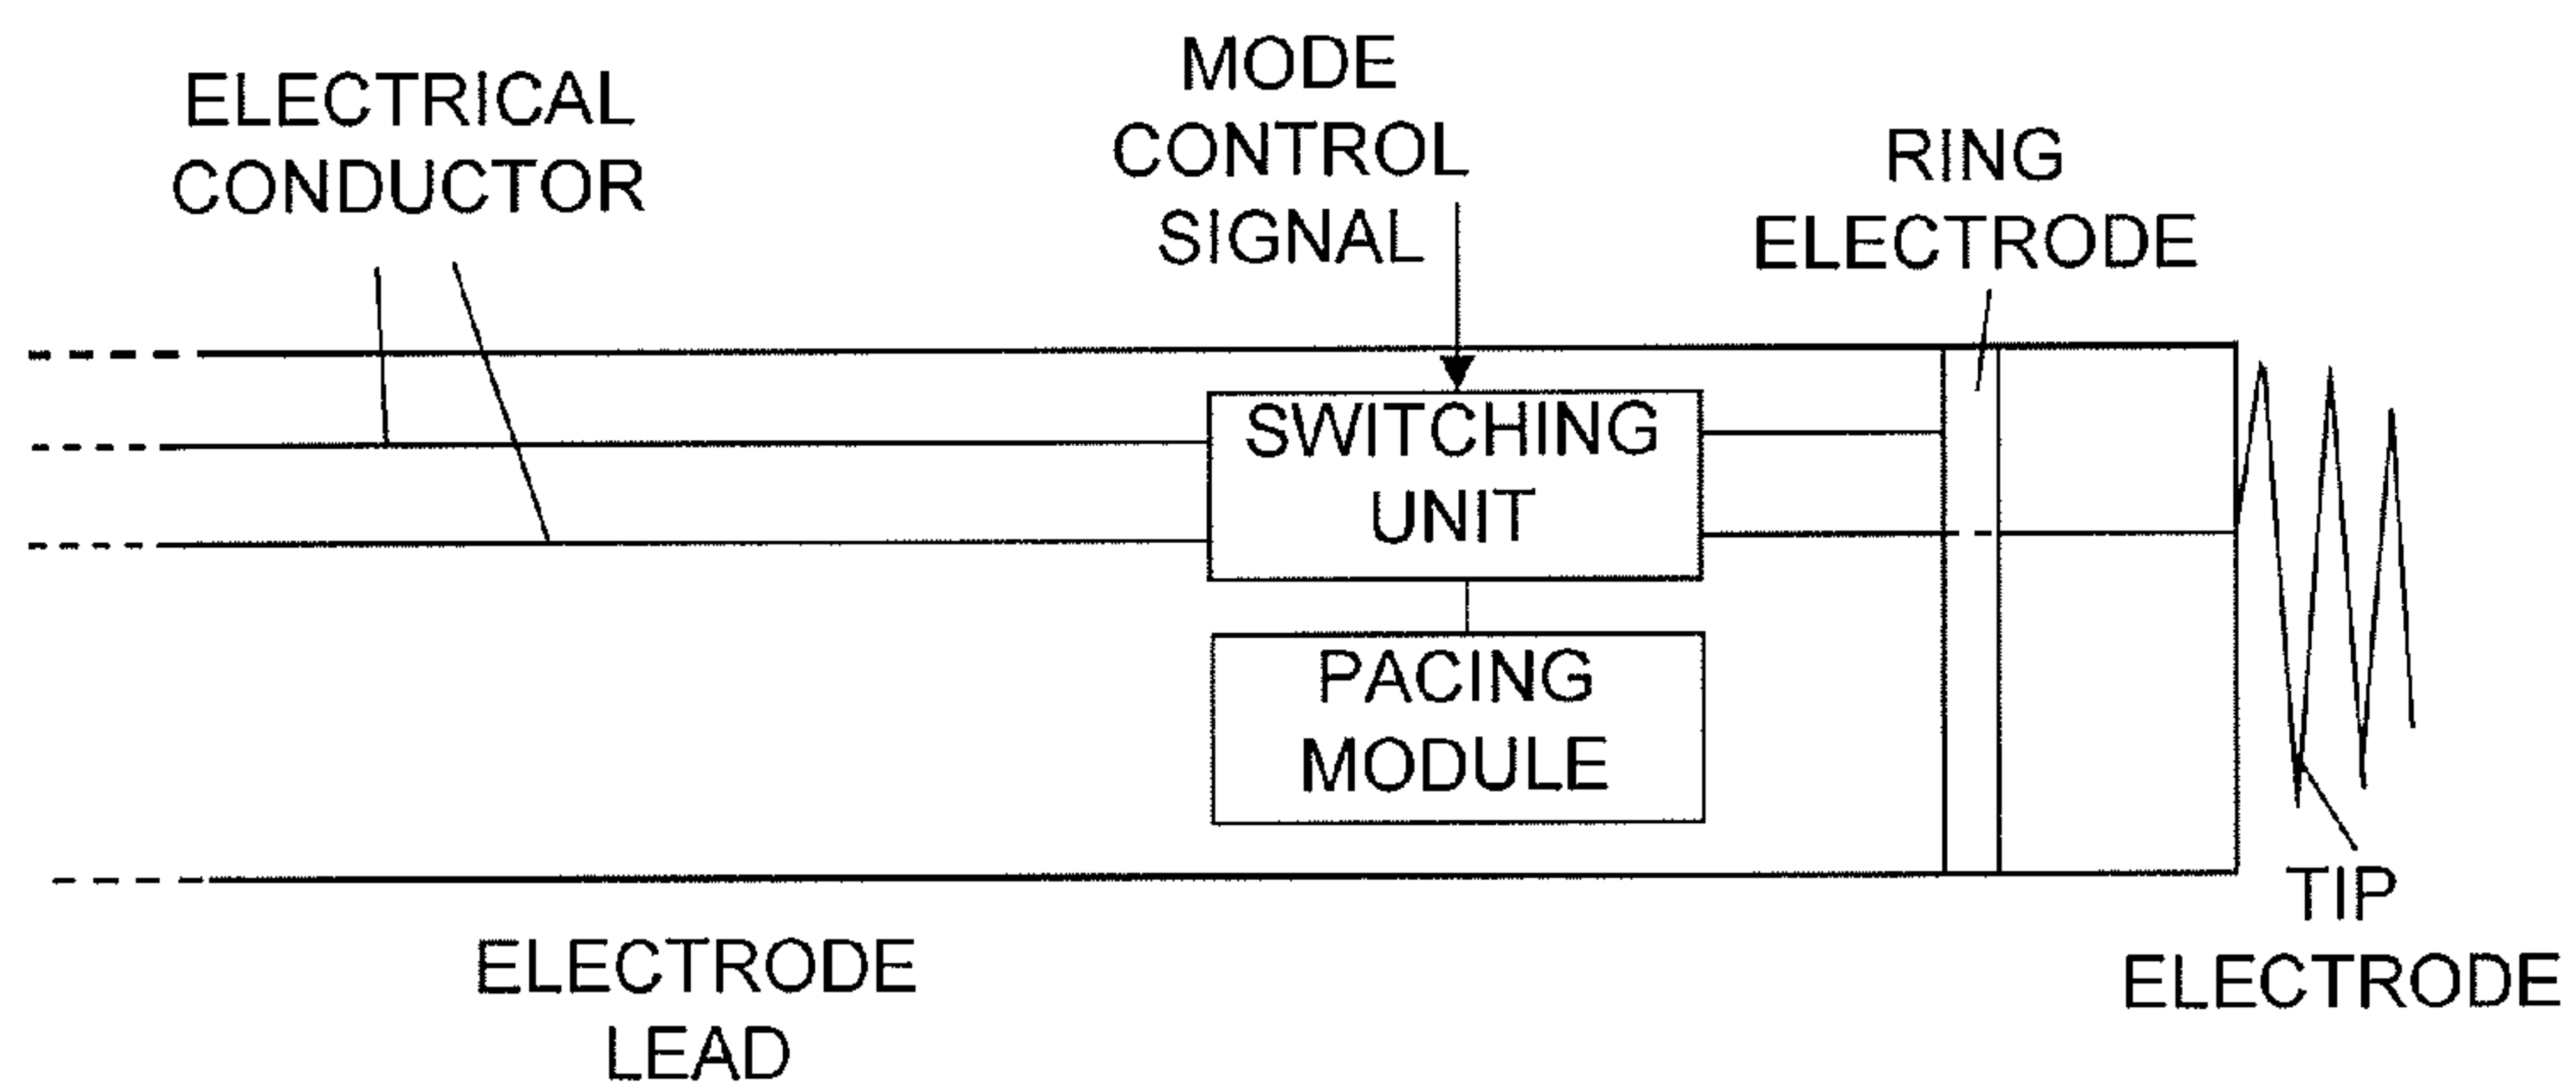 ELECTRICAL
CONDUCTOR
MODE
CONTROL
SIGNAL
RING
ELECTRODE
SWITCHING
UNIT
PACING
MODULE
TIP
ELECTRODE
ELECTRODE
LEAD